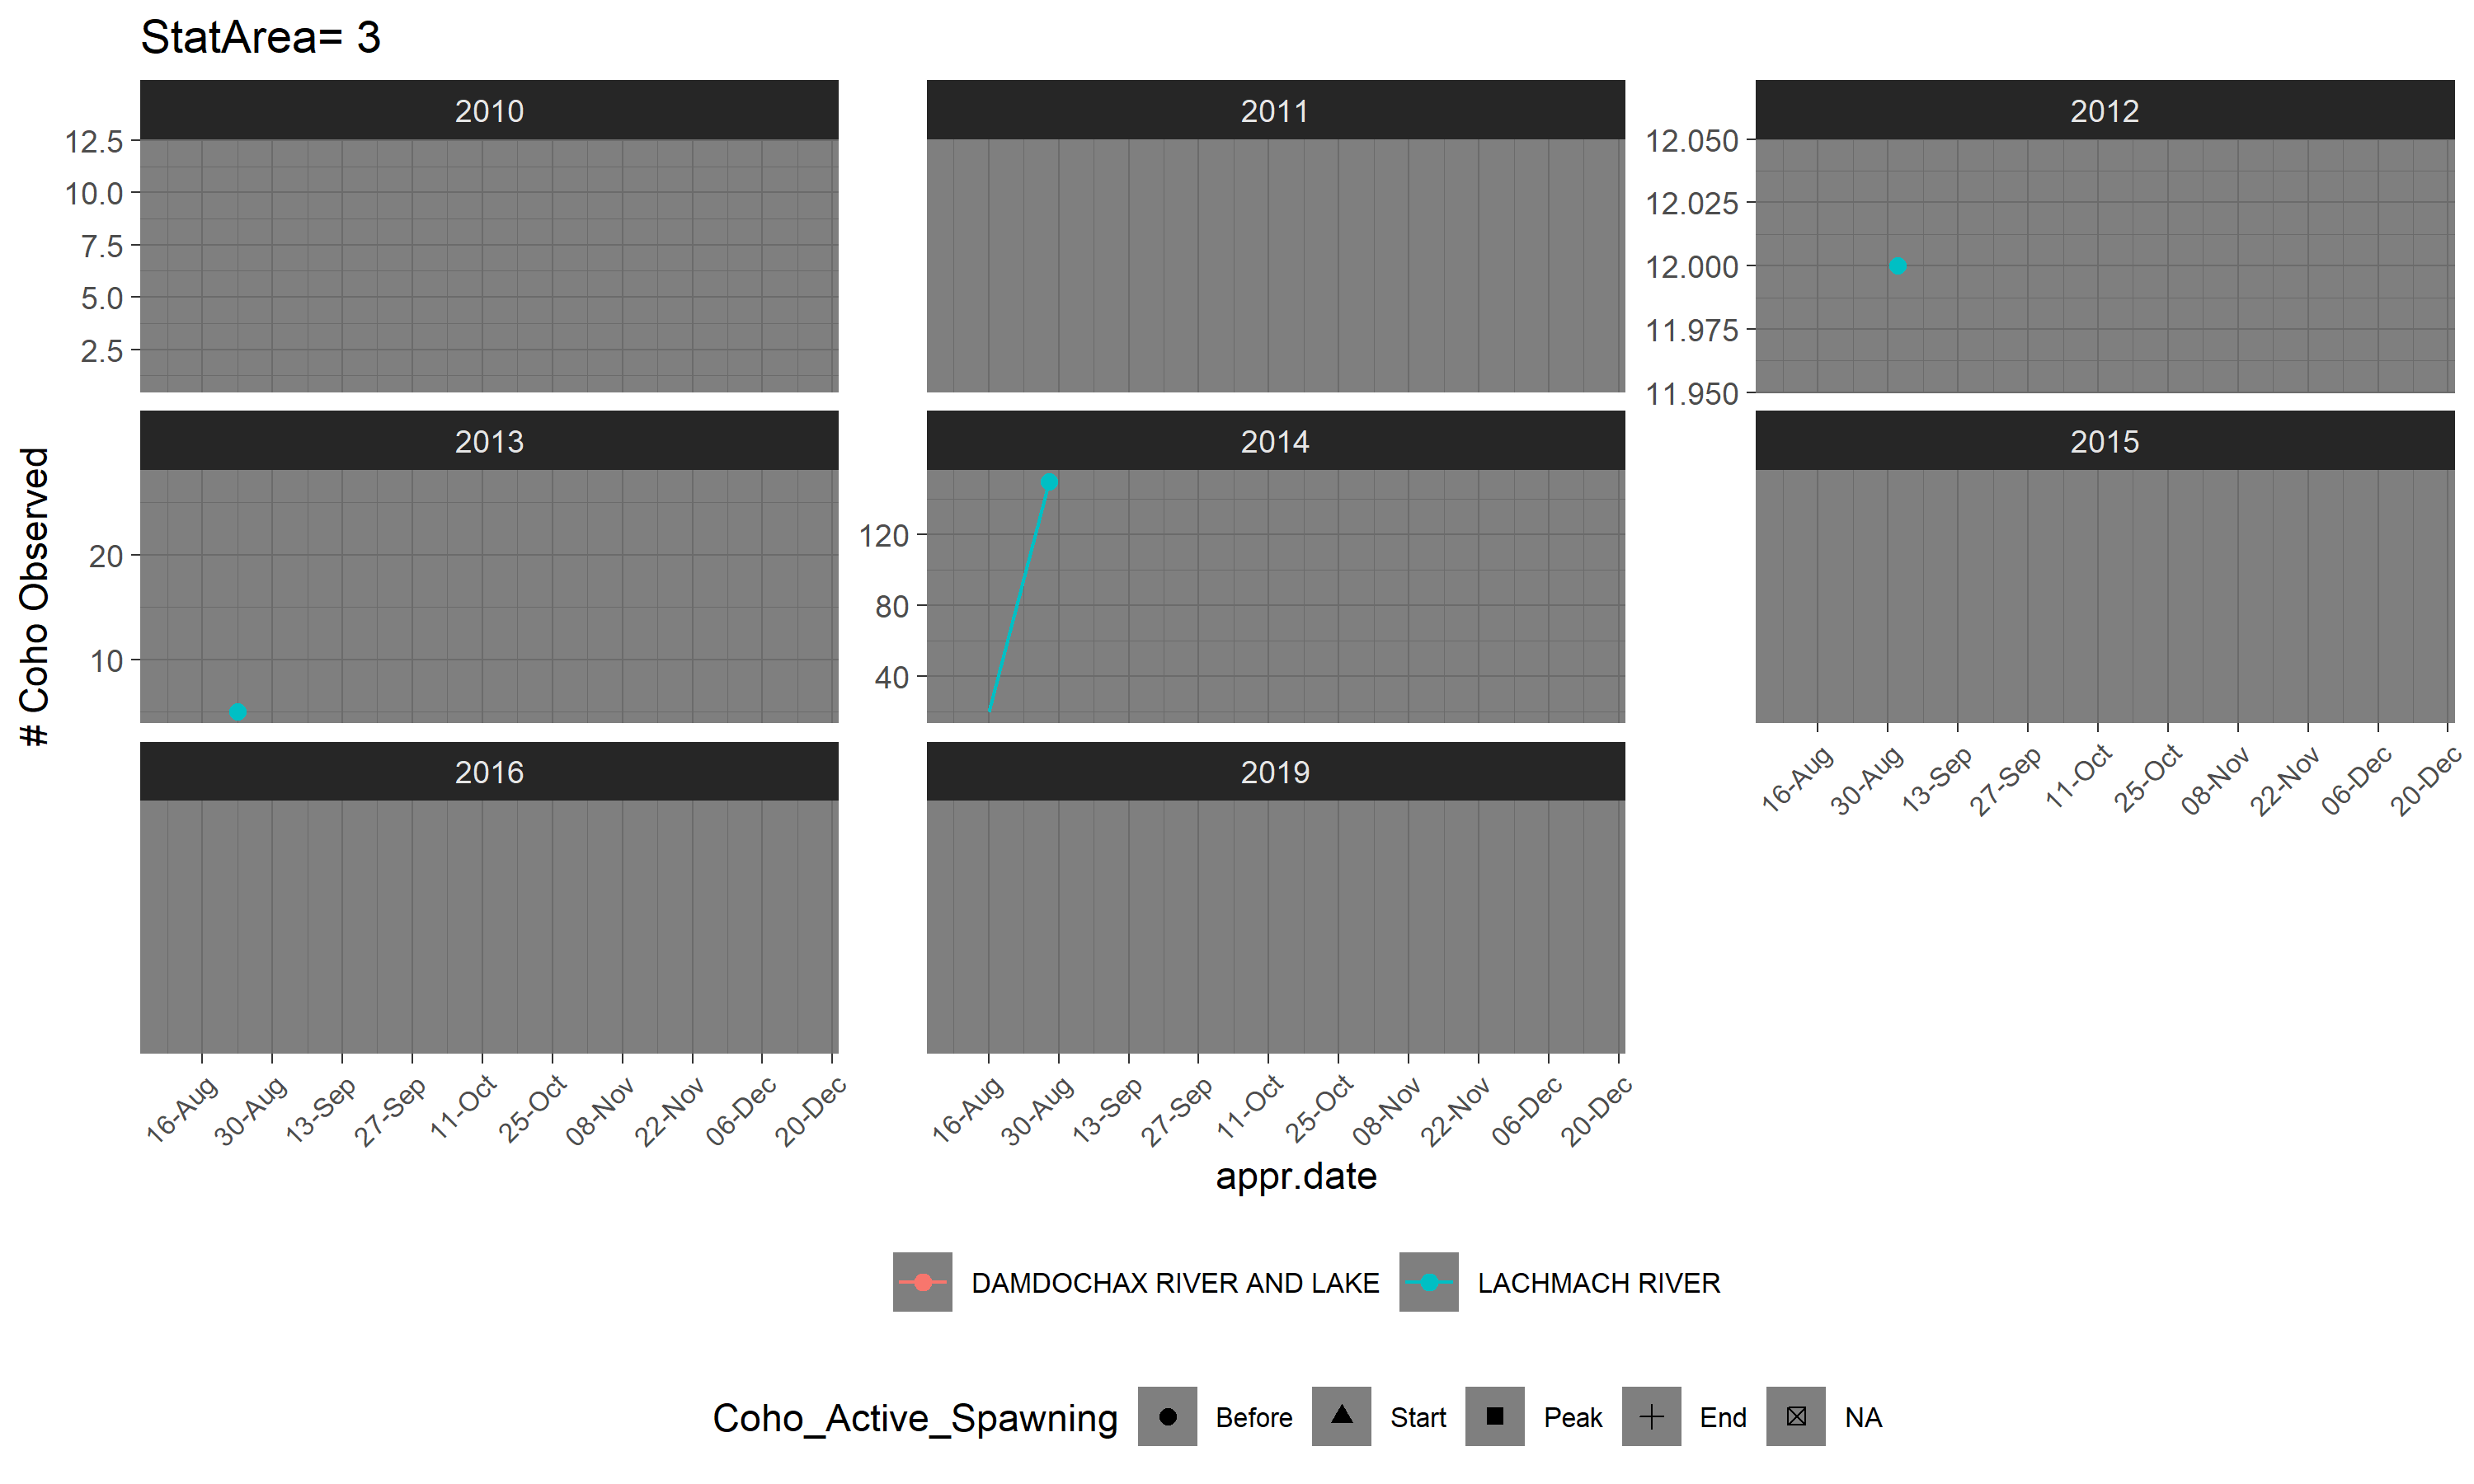 StatArea= 3
2010
2011
2012
12.5
10.0
7.5
5.0
2.5
12.050
12.025
12.000
11.975
11.950
2013
2014
2015
20
10
120
80
40
# Coho Observed
16-Aug 30-Aug 13-Sep 27-Sep 11-Oct 25-Oct 08-Nov 22-Nov 06-Dec 20-Dec
2016
2019
16-Aug 30-Aug 13-Sep 27-Sep 11-Oct 25-Oct 08-Nov 22-Nov 06-Dec 20-Dec
16-Aug 30-Aug 13-Sep 27-Sep 11-Oct 25-Oct 08-Nov 22-Nov 06-Dec 20-Dec
appr.date
DAMDOCHAX RIVER AND LAKE LACHMACH RIVER
Coho_Active_Spawning Before Start Peak End NA